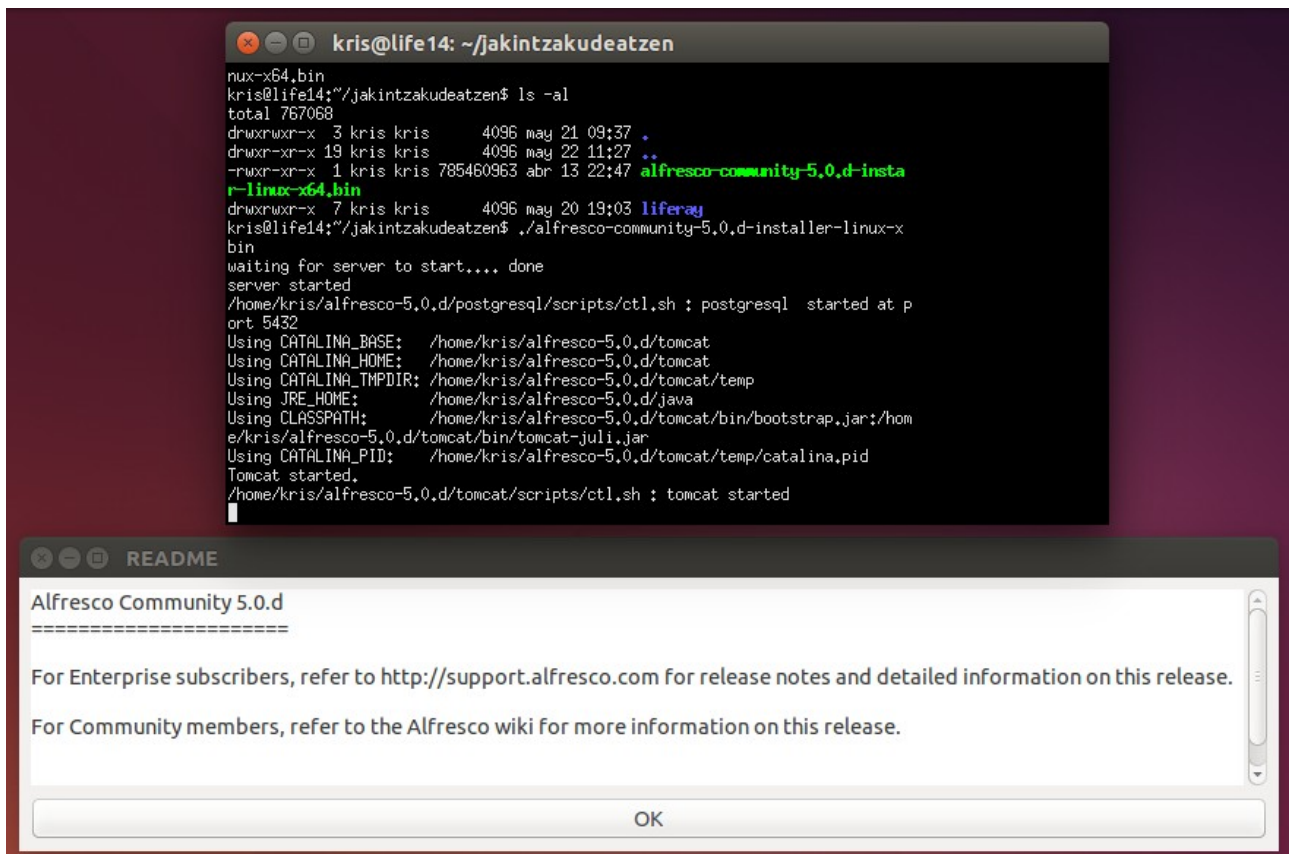 kris@life14: ~/jakintzakudeatzen
nux-x64.bin
kris@life14:~/jakintzakudeatzen$ ls -al
total 767068
drwxrwxr-x  3 kris kris      4096 may 21 09:37 .
drwxr-xr-x 19 kris kris      4096 may 22 11:27 ..
-rwxr-xr-x  1 kris kris 785460963 abr 13 22:47 alfresco-community-5.0.d-insta
r-linux-x64.bin
drwxrwxr-x  7 kris kris      4096 may 20 19:03 liferay
kris@life14:~/jakintzakudeatzen$ ./alfresco-community-5.0.d-installer-linux-x
bin
waiting for server to start.... done
server started
/home/kris/alfresco-5.0.d/postgresql/scripts/ctl.sh : postgresql  started at p
ort 5432
Using CATALINA_BASE:   /home/kris/alfresco-5.0.d/tomcat
Using CATALINA_HOME:   /home/kris/alfresco-5.0.d/tomcat
Using CATALINA_TMPDIR: /home/kris/alfresco-5.0.d/tomcat/temp
Using JRE_HOME:        /home/kris/alfresco-5.0.d/java
Using CLASSPATH:       /home/kris/alfresco-5.0.d/tomcat/bin/bootstrap.jar:/hom
e/kris/alfresco-5.0.d/tomcat/bin/tomcat-juli.jar
Using CATALINA_PID:    /home/kris/alfresco-5.0.d/tomcat/temp/catalina.pid
Tomcat started.
/home/kris/alfresco-5.0.d/tomcat/scripts/ctl.sh : tomcat started
README
Alfresco Community 5.0.d
======================
For Enterprise subscribers, refer to http://support.alfresco.com for release notes and detailed information on this release.
For Community members, refer to the Alfresco wiki for more information on this release.
OK